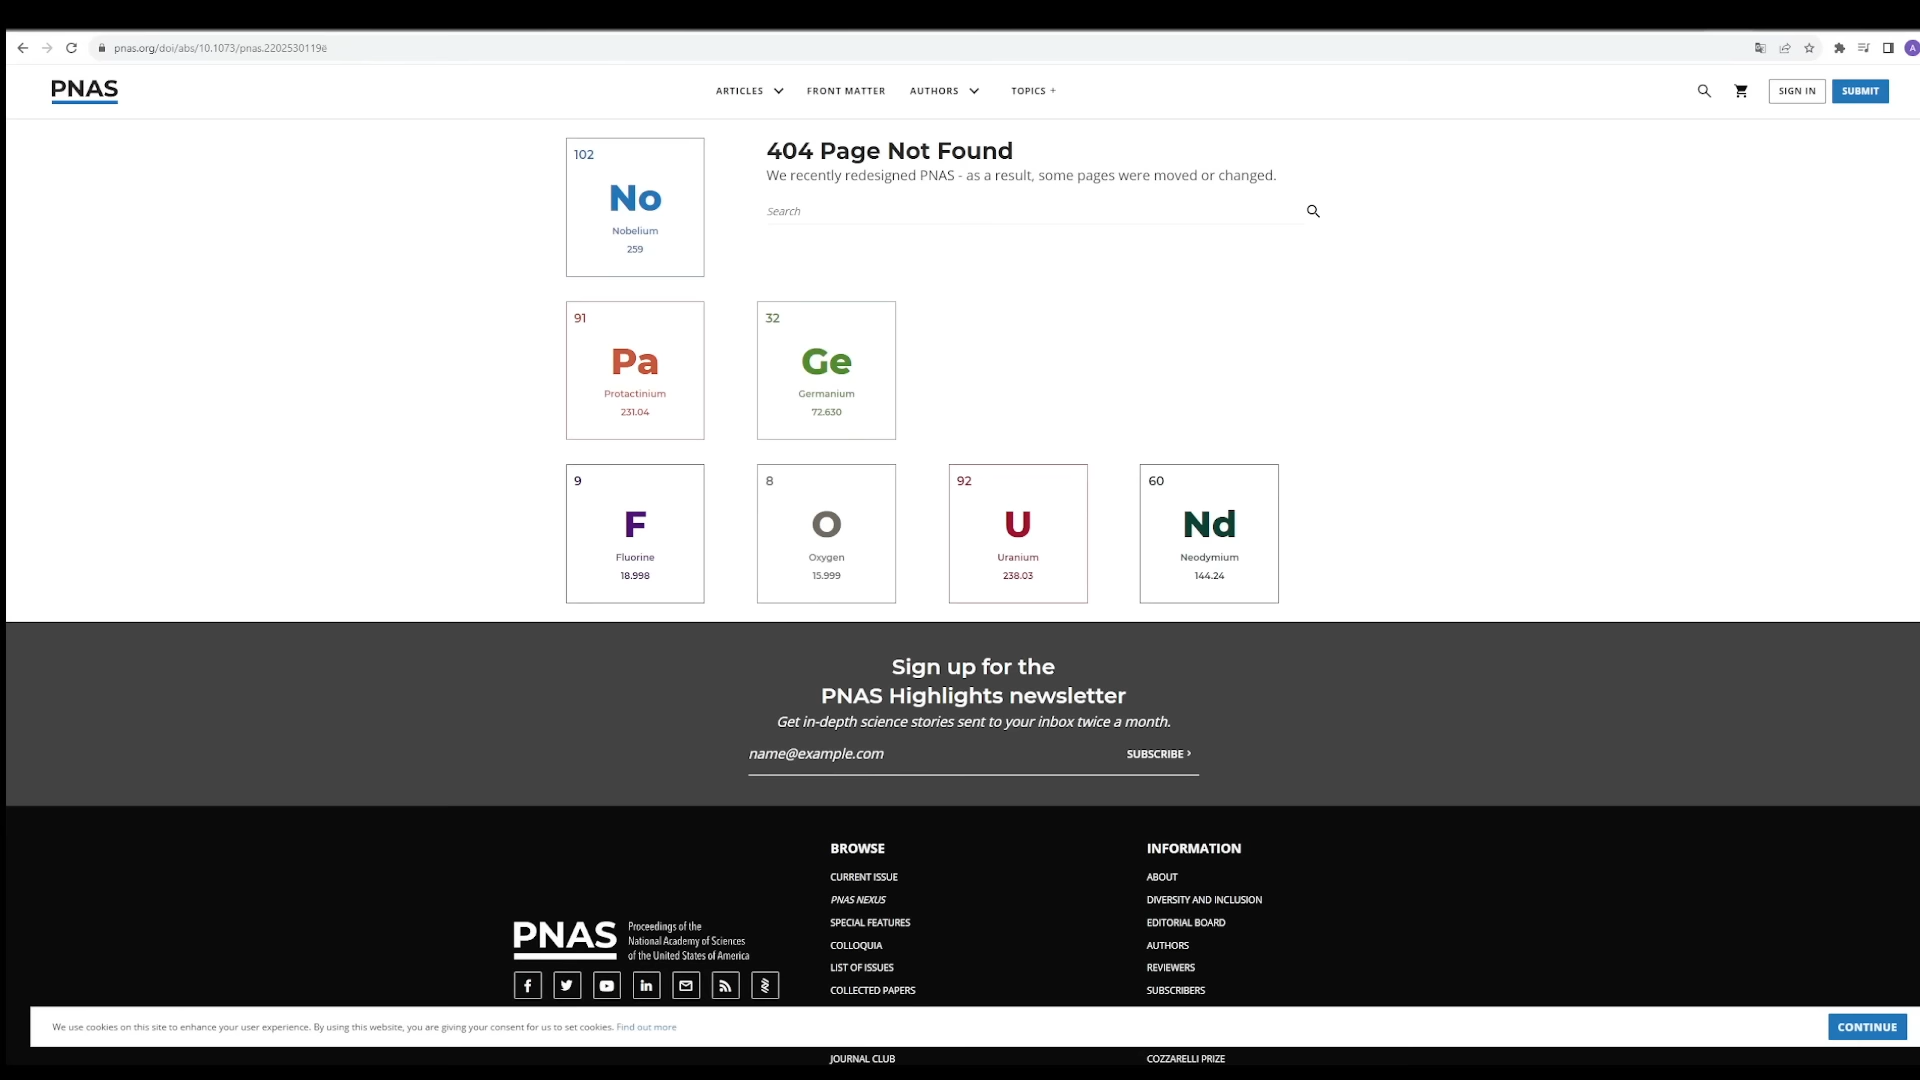 pnas.org/doi/abs/10.1073/pnas.2202530119e
A
PNAS
ARTICLES
FRONT MATTER
AUTHORS
TOPICS +
SIGN IN
SUBMIT
102
No
Nobelium
259
404 Page Not Found
We recently redesigned PNAS - as a result, some pages were moved or changed.
Search
91
Pa
Protactinium
231.04
32
Ge
Germanium
72.630
9
F
Fluorine
18.998
8
O
Oxygen
15.999
92
U
Uranium
238.03
60
Nd
Neodymium
144.24
Sign up for the
PNAS Highlights newsletter
Get in-depth science stories sent to your inbox twice a month.
name@example.com
SUBSCRIBE ›
PNAS
Proceedings of the
National Academy of Sciences
of the United States of America
BROWSE
CURRENT ISSUE
PNAS NEXUS
SPECIAL FEATURES
COLLOQUIA
LIST OF ISSUES
COLLECTED PAPERS
JOURNAL CLUB
INFORMATION
ABOUT
DIVERSITY AND INCLUSION
EDITORIAL BOARD
AUTHORS
REVIEWERS
SUBSCRIBERS
COZZARELLI PRIZE
We use cookies on this site to enhance your user experience. By using this website, you are giving your consent for us to set cookies. Find out more
CONTINUE